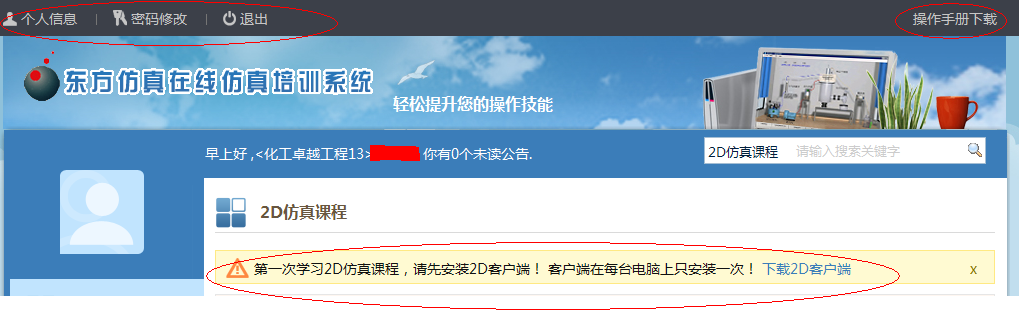 个人信息 | 密码修改 | 退出 操作手册下载
东方仿真在线仿真培训系统
轻松提升您的操作技能
早上好 ,<化工卓越工程13> 你有0个未读公告. 2D仿真课程 请输入搜素关键字
2D仿真课程
第一次学习2D仿真课程，请先安装2D客户端！ 客户端在每台电脑上只安装一次！ 下载2D客户端 x